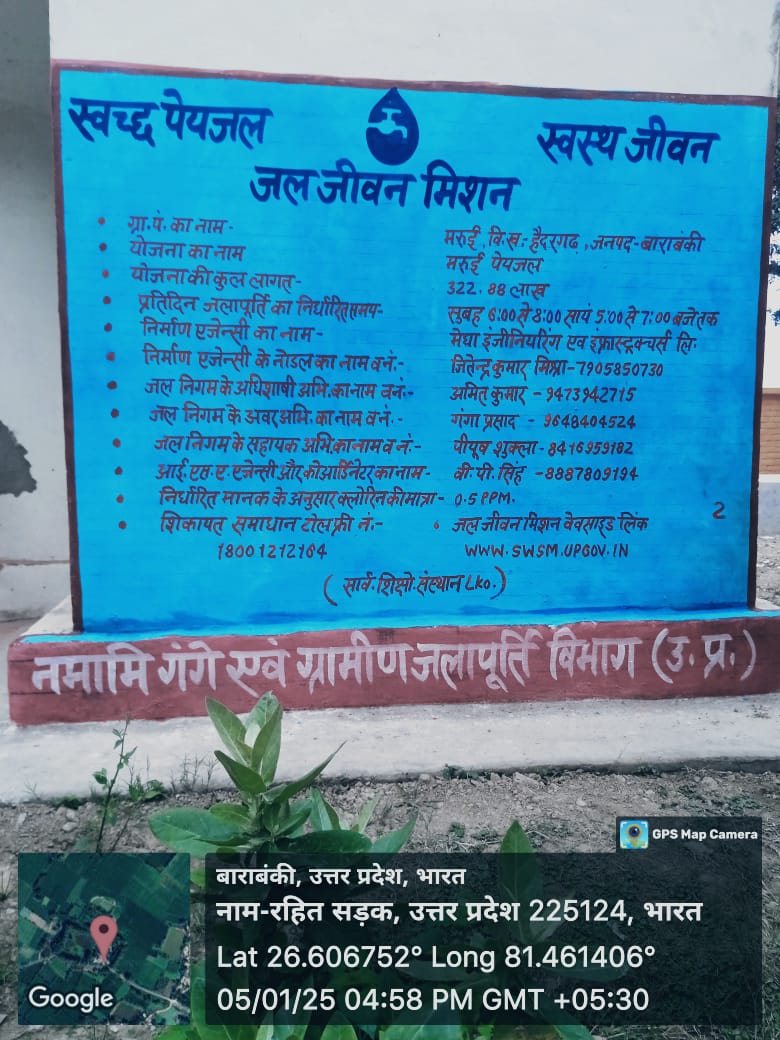 स्वच्छ पेयजल
स्वस्थ जीवन
जल जीवन मिशन
• ग्रा.पं. का नाम - मरुई, वि.ख.- हैदरगढ़, जनपद-बाराबंकी
• योजना का नाम मरुई पेयजल
• योजना की कुल लागत- 322.88 लाख
• प्रतिदिन जलापूर्ति का निर्धारित समय- सुबह 6:00 से 8:00 सायं 5:00 से 7:00 बजे तक
• निर्माण एजेन्सी का नाम - मेघा इंजीनियरिंग एव इंफ्रास्ट्रक्चर्स लि.
• निर्माण एजेन्सी के नोडल का नाम व नं.- जितेन्द्र कुमार मिश्रा-7905850730
• जल निगम के अधिशाषी अभि. का नाम व नं.- अमित कुमार - 9473942715
• जल निगम के अवर अभि. का नाम व नं.- गंगा प्रसाद - 9648404524
• जल निगम के सहायक अभि. का नाम व नं.- पीयूष शुक्ला - 8416959182
• आई.एस.ए. एजेन्सी और कोआर्डिनेटर का नाम- वी. पी. सिंह - 8887809194
• निर्धारित मानक के अनुसार क्लोरिन की मात्रा- 0.5 PPM.
• शिकायत समाधान टोल फ्री नं.- • जल जीवन मिशन वेवसाइड लिंक 2
18001212164 WWW.SWSM.UPGOV.IN
(सार्व. शिक्षो. संस्थान Lko.)
नमामि गंगे एवं ग्रामीण जलापूर्ति विभाग (उ. प्र.)
GPS Map Camera
बाराबंकी, उत्तर प्रदेश, भारत
नाम-रहित सड़क, उत्तर प्रदेश 225124, भारत
Lat 26.606752° Long 81.461406°
05/01/25 04:58 PM GMT +05:30
Google